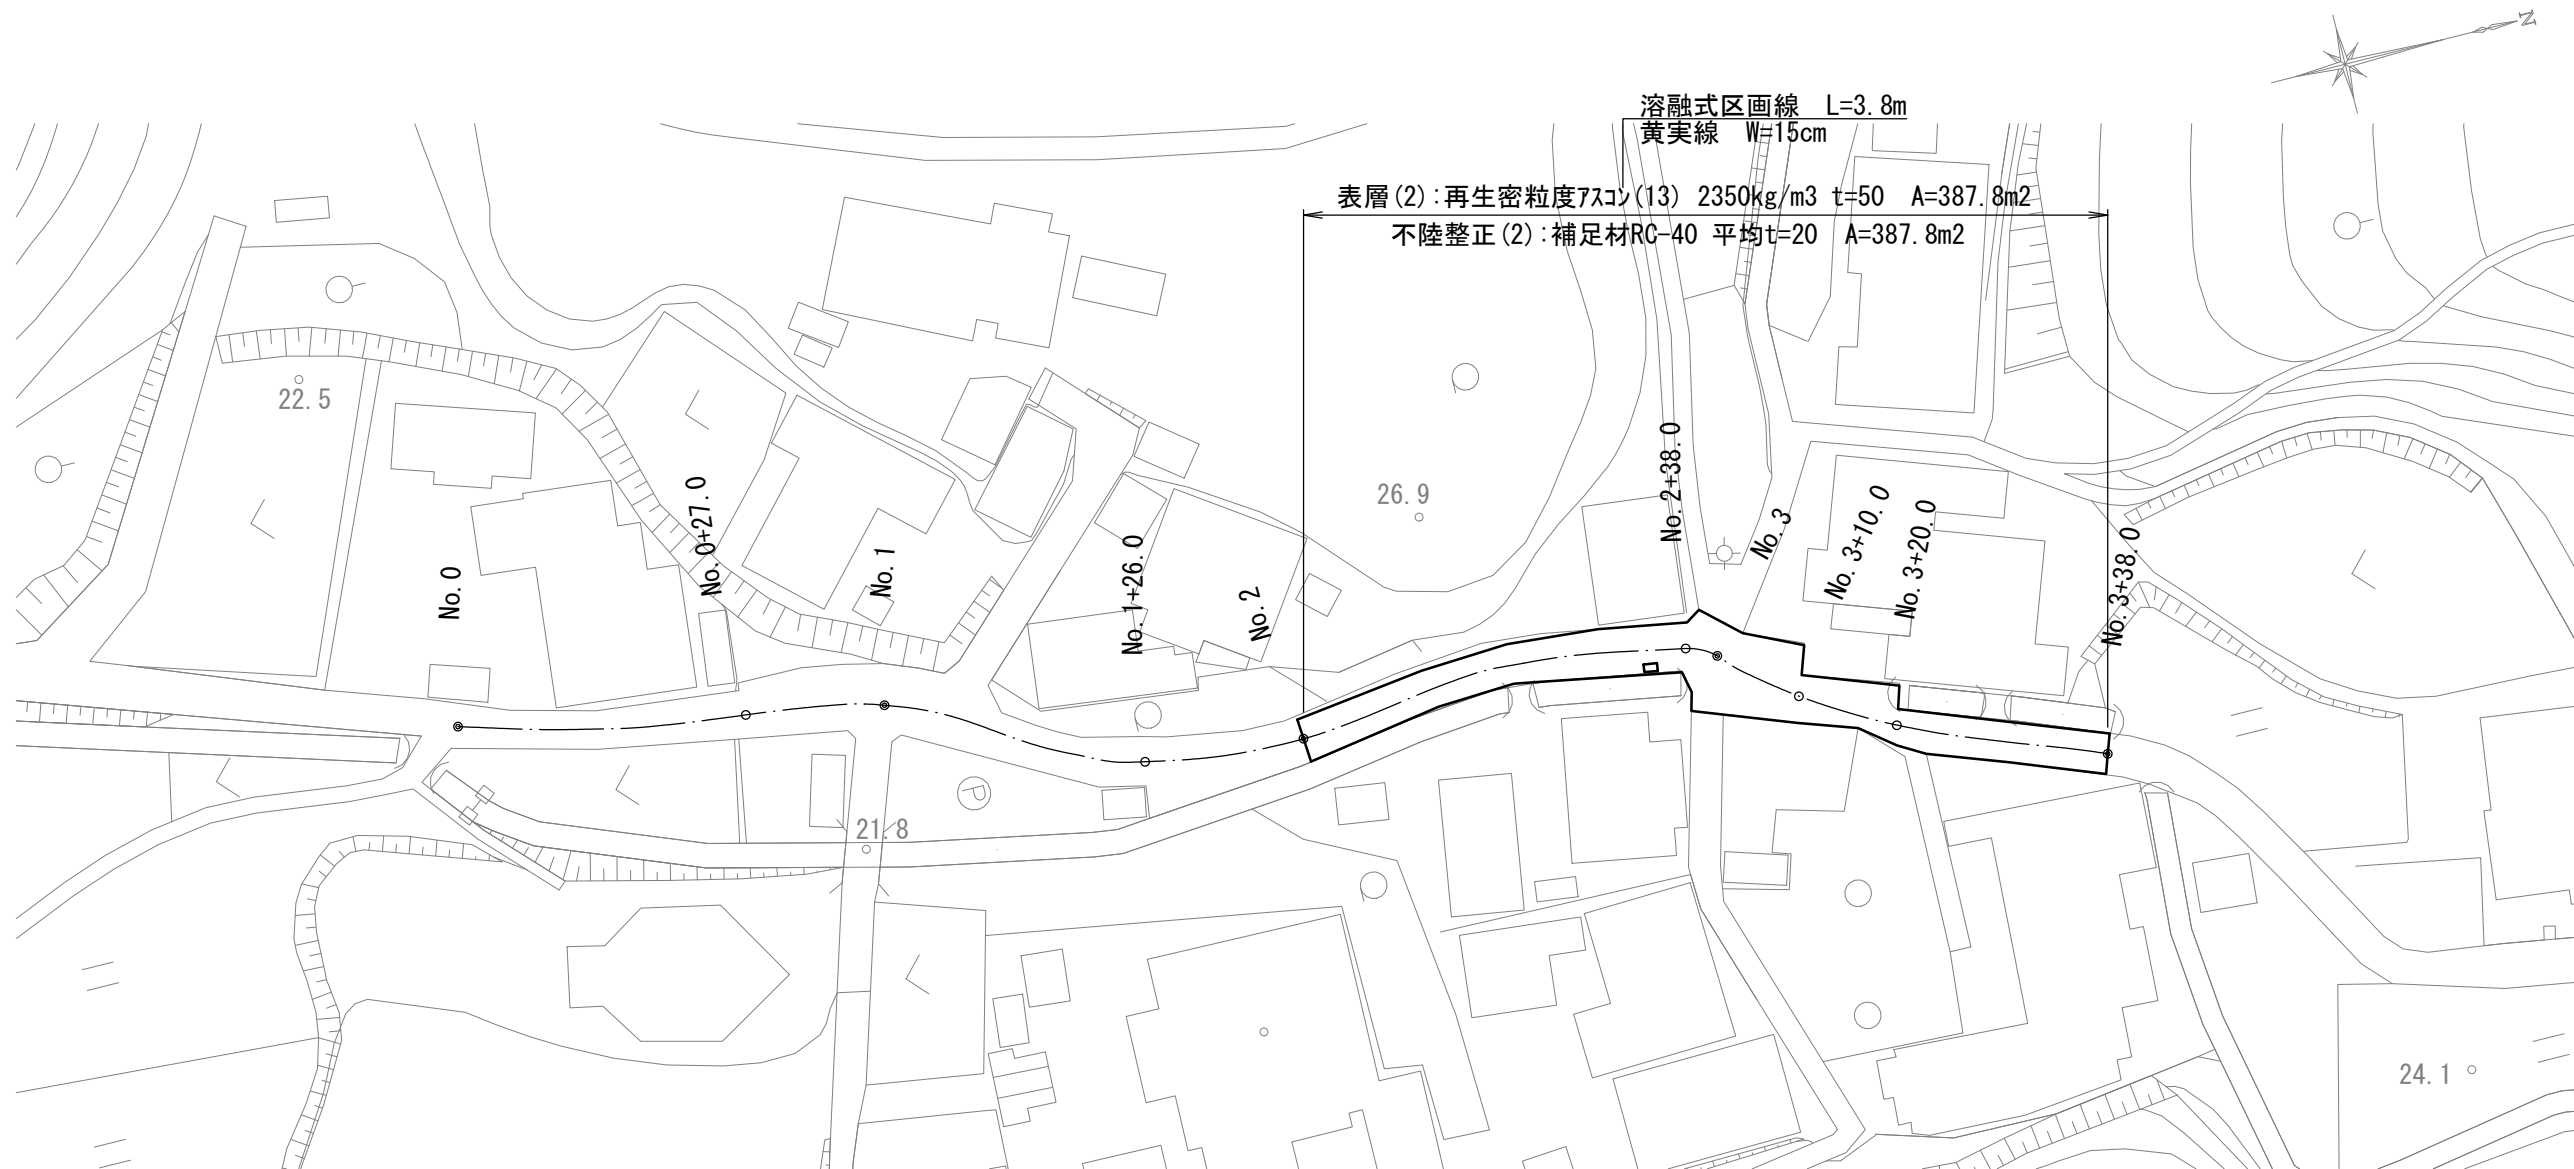 N
溶融式区画線　L=3.8m
黄実線　W=15cm
表層(2):再生密粒度ｱｽｺﾝ(13) 2350kg/m3 t=50　A=387.8m2
不陸整正(2):補足材RC-40 平均t=20　A=387.8m2
22.5
26.9
No.0
No.0+27.0
No.1
No.1+26.0
No.2
No.2+38.0
No.3
No.3+10.0
No.3+20.0
No.3+38.0
P
21.8
24.1